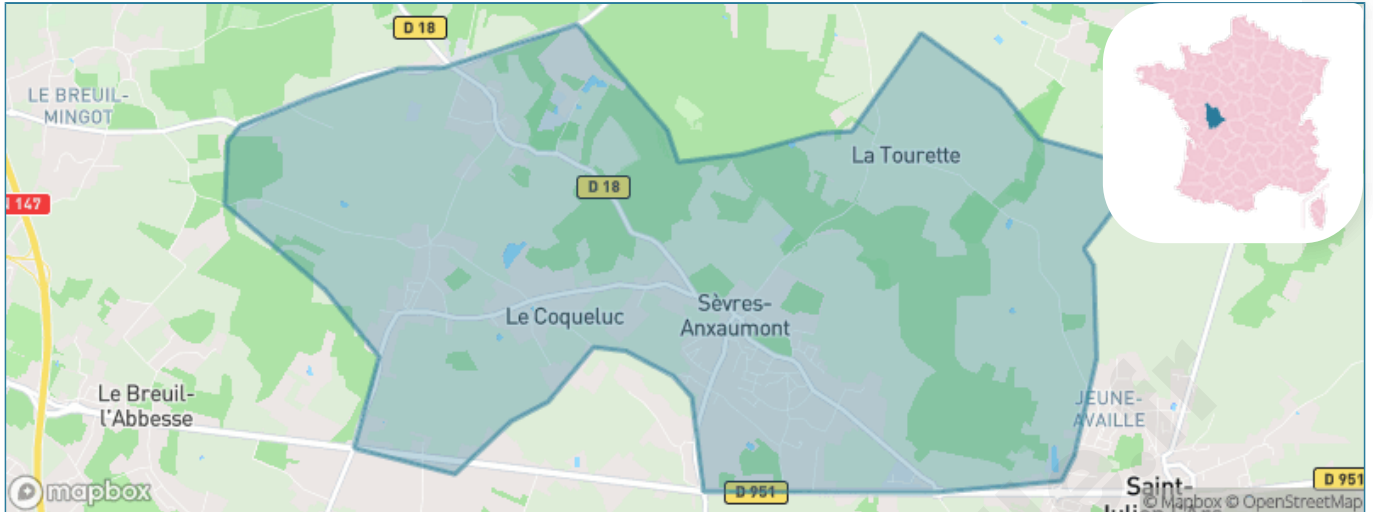 D 18
LE BREUIL-
MINGOT
La Tourette
D 18
N 147
Sèvres-
Anxaumont
Le Coqueluc
Le Breuil-
l'Abbesse
JEUNE-
AVAILLE
D 951
D 951
Saint-
mapbox
© Mapbox © OpenStreetMap